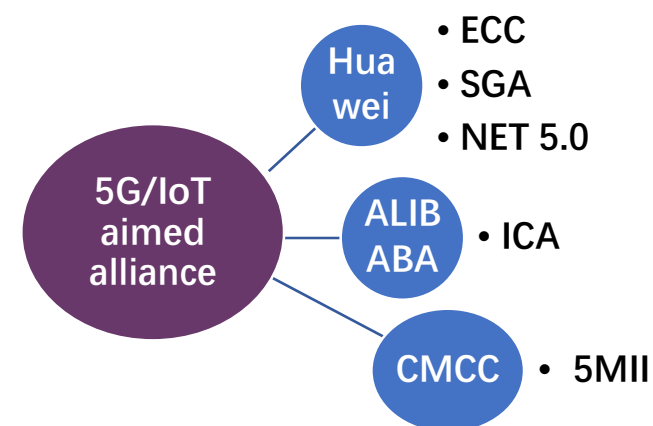 5G/IoT
aimed
alliance
Hua
wei
• ECC
• SGA
• NET 5.0
ALIB
ABA
• ICA
CMCC
• 5MII